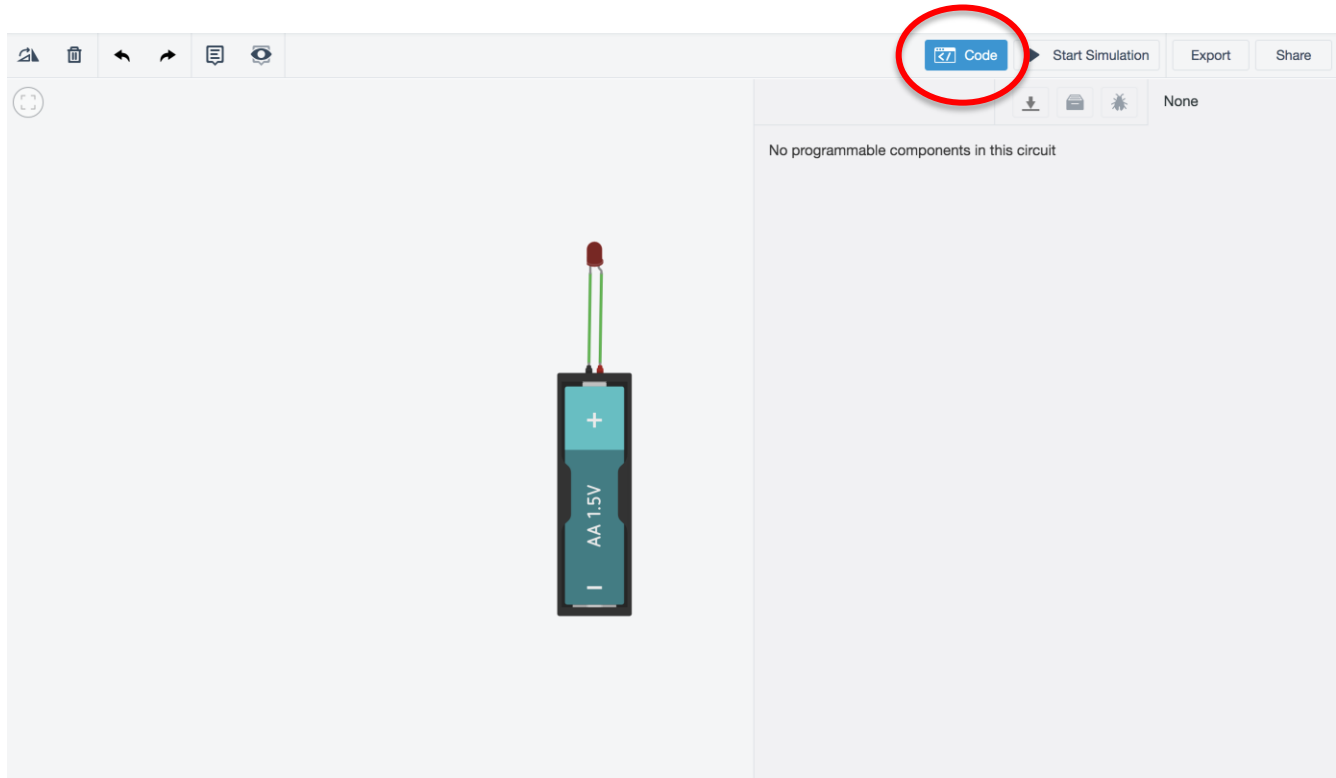 Code
Start Simulation
Export
Share
None
No programmable components in this circuit
+
AA 1.5V
–